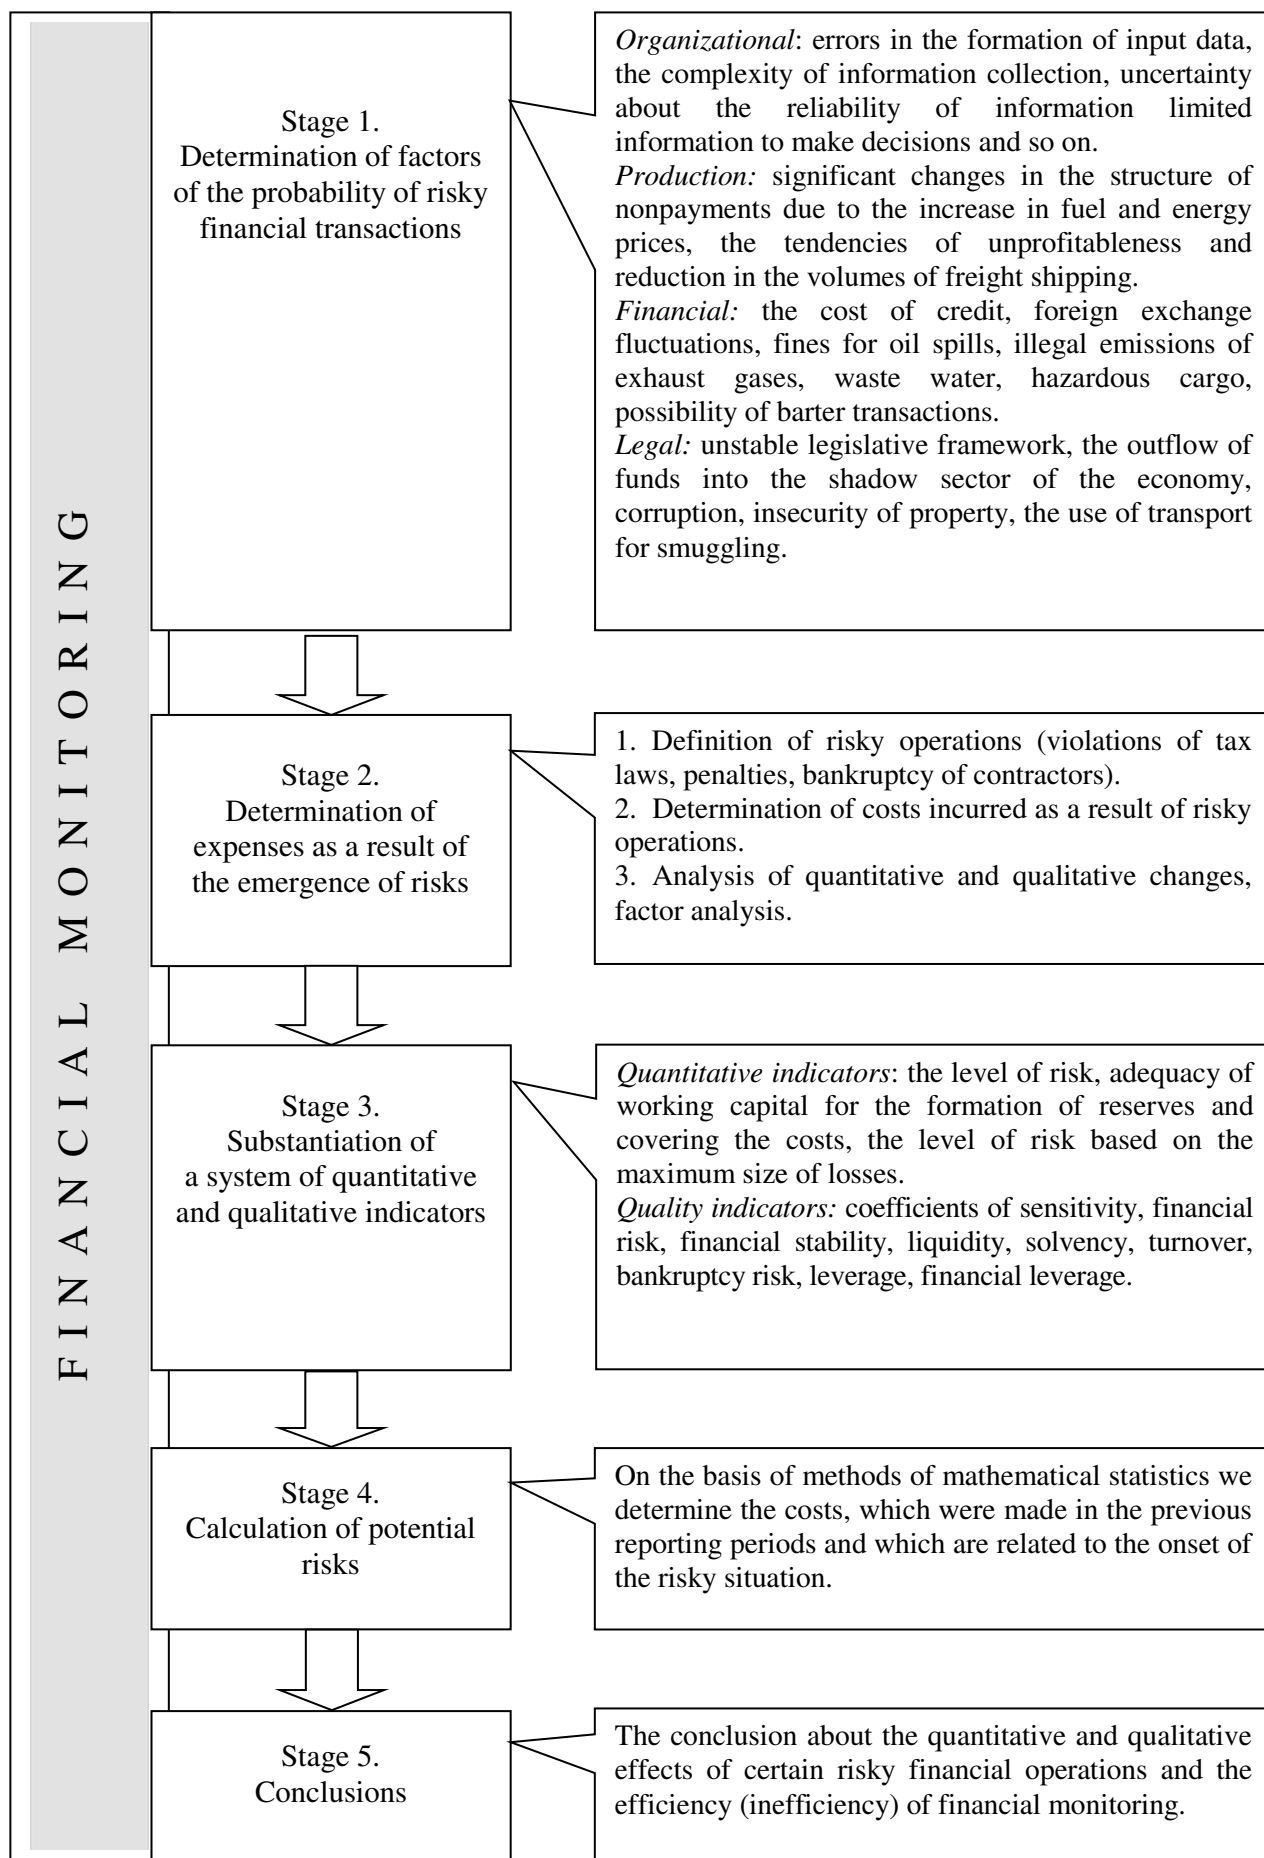 FINANCIAL MONITORING
Stage 1.
Determination of factors
of the probability of risky
financial transactions
Organizational: errors in the formation of input data,
the complexity of information collection, uncertainty
about the reliability of information limited
information to make decisions and so on.
Production: significant changes in the structure of
nonpayments due to the increase in fuel and energy
prices, the tendencies of unprofitableness and
reduction in the volumes of freight shipping.
Financial: the cost of credit, foreign exchange
fluctuations, fines for oil spills, illegal emissions of
exhaust gases, waste water, hazardous cargo,
possibility of barter transactions.
Legal: unstable legislative framework, the outflow of
funds into the shadow sector of the economy,
corruption, insecurity of property, the use of transport
for smuggling.
Stage 2.
Determination of
expenses as a result of
the emergence of risks
1. Definition of risky operations (violations of tax
laws, penalties, bankruptcy of contractors).
2. Determination of costs incurred as a result of risky
operations.
3. Analysis of quantitative and qualitative changes,
factor analysis.
Stage 3.
Substantiation of
a system of quantitative
and qualitative indicators
Quantitative indicators: the level of risk, adequacy of
working capital for the formation of reserves and
covering the costs, the level of risk based on the
maximum size of losses.
Quality indicators: coefficients of sensitivity, financial
risk, financial stability, liquidity, solvency, turnover,
bankruptcy risk, leverage, financial leverage.
Stage 4.
Calculation of potential
risks
On the basis of methods of mathematical statistics we
determine the costs, which were made in the previous
reporting periods and which are related to the onset of
the risky situation.
Stage 5.
Conclusions
The conclusion about the quantitative and qualitative
effects of certain risky financial operations and the
efficiency (inefficiency) of financial monitoring.